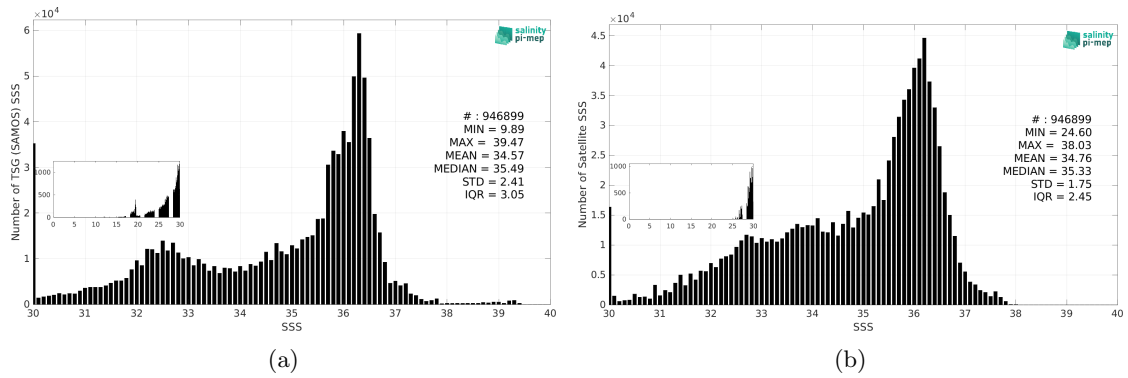 ×10⁴
6
5
4
3
2
1
0
Number of TSG (SAMOS) SSS
salinity
pi-mep
# : 946899
MIN = 9.89
MAX = 39.47
MEAN = 34.57
MEDIAN = 35.49
STD = 2.41
IQR = 3.05
1000
500
0
0 5 10 15 20 25 30
30 31 32 33 34 35 36 37 38 39 40
SSS
(a)
×10⁴
4.5
4
3.5
3
2.5
2
1.5
1
0.5
0
Number of Satellite SSS
salinity
pi-mep
# : 946899
MIN = 24.60
MAX = 38.03
MEAN = 34.76
MEDIAN = 35.33
STD = 1.75
IQR = 2.45
1000
500
0
0 5 10 15 20 25 30
30 31 32 33 34 35 36 37 38 39 40
SSS
(b)